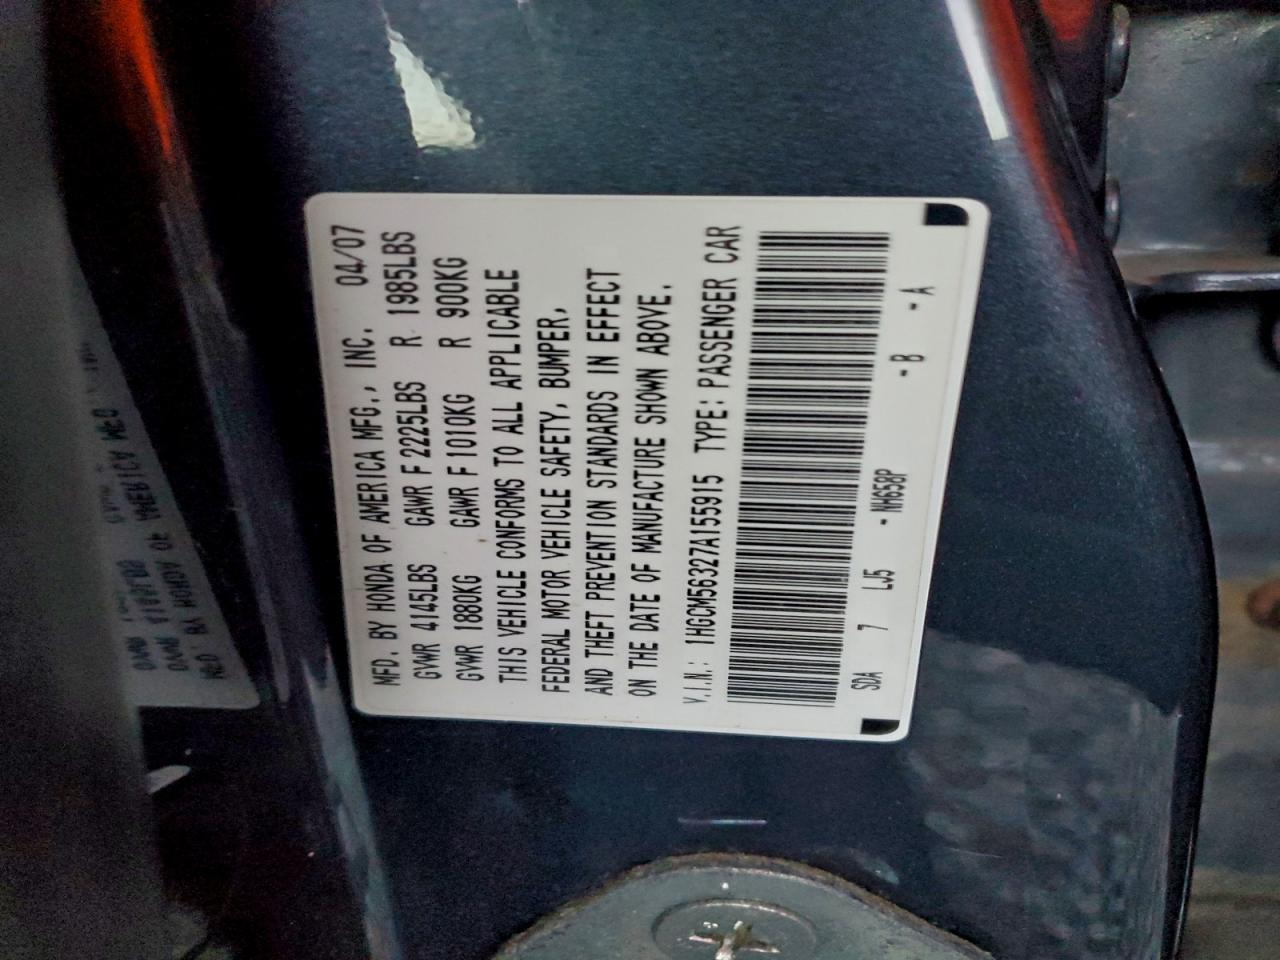 MFD. BY HONDA OF AMERICA MFG., INC. 04/07
GVWR 4145LBS GAWR F 2225LBS R 1985LBS
GVWR 1880KG GAWR F 1010KG R 900KG
THIS VEHICLE CONFORMS TO ALL APPLICABLE
FEDERAL MOTOR VEHICLE SAFETY, BUMPER,
AND THEFT PREVENTION STANDARDS IN EFFECT
ON THE DATE OF MANUFACTURE SHOWN ABOVE.
V.I.N.: 1HGCM56327A155915 TYPE: PASSENGER CAR
SDA 7 LJ5 - NH658P - B - A